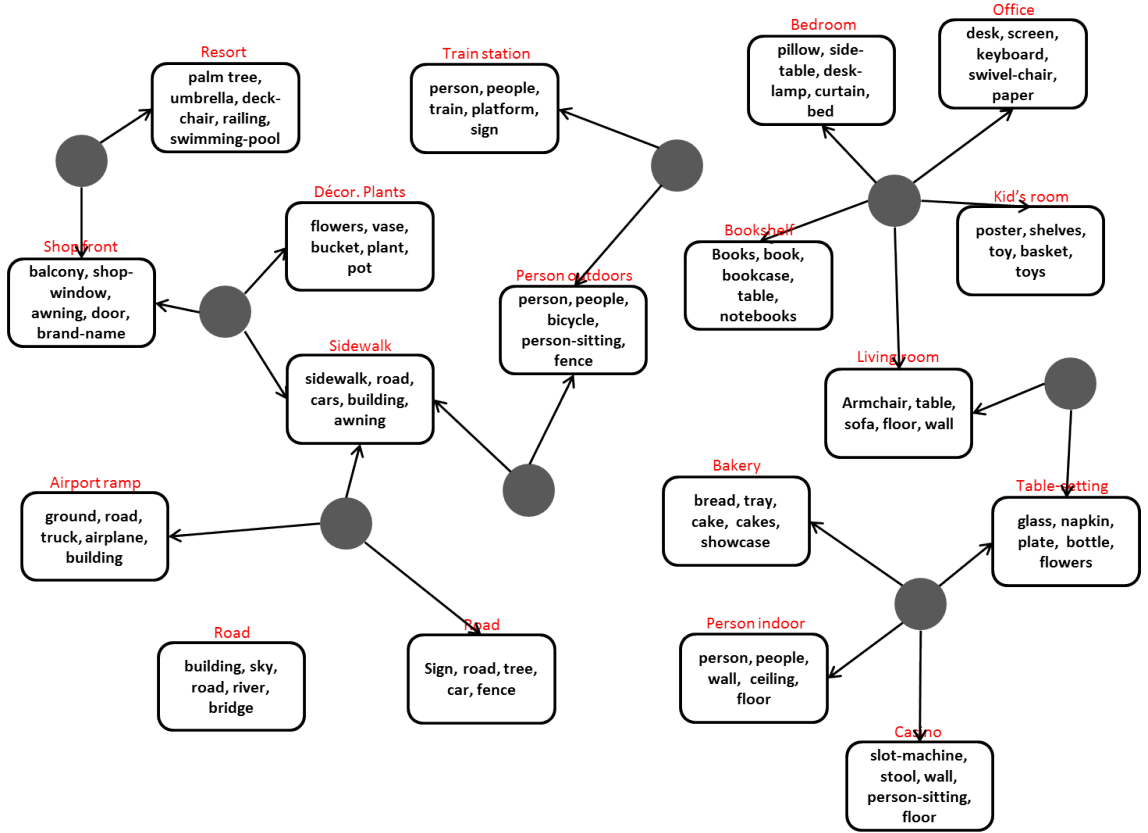 Resort
palm tree,
umbrella, deck-
chair, railing,
swimming-pool
Train station
person, people,
train, platform,
sign
Bedroom
pillow, side-
table, desk-
lamp, curtain,
bed
Office
desk, screen,
keyboard,
swivel-chair,
paper
Décor. Plants
flowers, vase,
bucket, plant,
pot
Shopfront
balcony, shop-
window,
awning, door,
brand-name
Person outdoors
person, people,
bicycle,
person-sitting,
fence
Bookshelf
Books, book,
bookcase,
table,
notebooks
Kid's room
poster, shelves,
toy, basket,
toys
Sidewalk
sidewalk, road,
cars, building,
awning
Living room
Armchair, table,
sofa, floor, wall
Airport ramp
ground, road,
truck, airplane,
building
Bakery
bread, tray,
cake, cakes,
showcase
Table-setting
glass, napkin,
plate, bottle,
flowers
Road
building, sky,
road, river,
bridge
Road
Sign, road, tree,
car, fence
Person indoor
person, people,
wall, ceiling,
floor
Casino
slot-machine,
stool, wall,
person-sitting,
floor